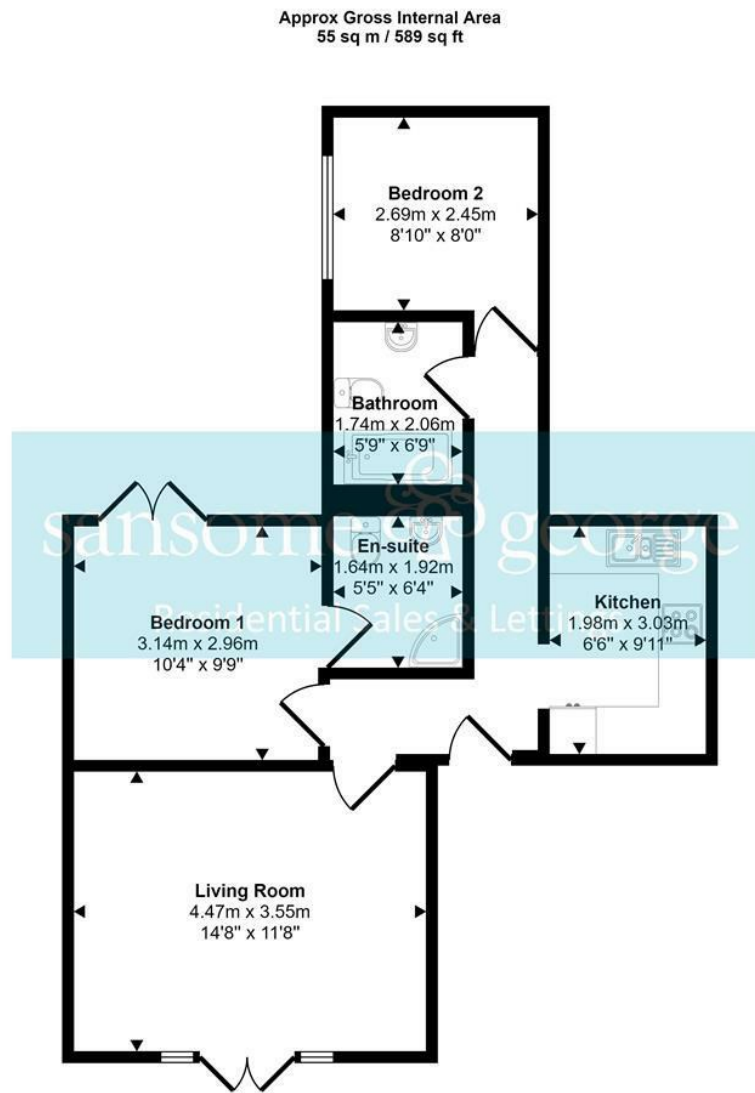 Approx Gross Internal Area
55 sq m / 589 sq ft
Bedroom 2
2.69m x 2.45m
8'10" x 8'0"
Bathroom
1.74m x 2.06m
5'9" x 6'9"
sansome & george
Residential Sales & Lettings
En-suite
1.64m x 1.92m
5'5" x 6'4"
Bedroom 1
3.14m x 2.96m
10'4" x 9'9"
Kitchen
1.98m x 3.03m
6'6" x 9'11"
Living Room
4.47m x 3.55m
14'8" x 11'8"